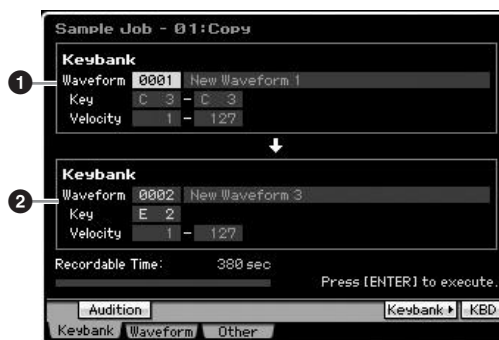 Sample Job - 01:Copy
Keybank
1 Waveform 0001 New Waveform 1
Key C 3 - C 3
Velocity 1 - 127
Keybank
2 Waveform 0002 New Waveform 3
Key E 2
Velocity 1 - 127
Recordable Time: 380 sec
Press [ENTER] to execute.
Audition Keybank KBD
Keybank Waveform Other